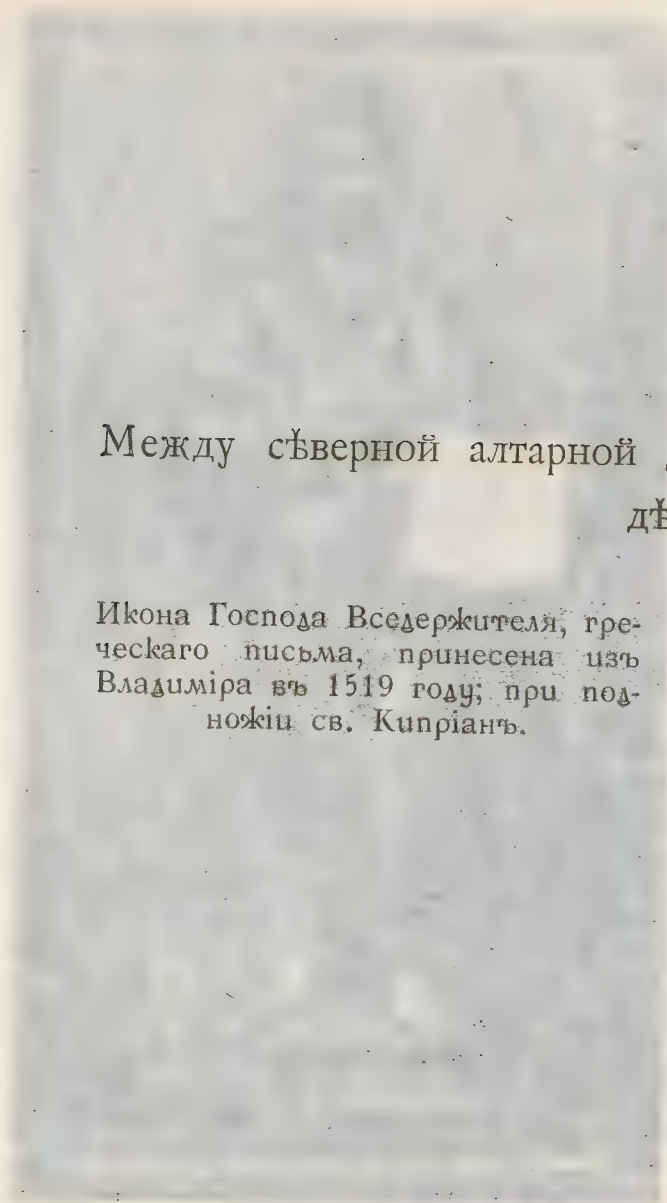 Между сѣверной алтарной
дѣ
Икона Господа Вседержителя, гре-
ческаго письма, принесена изъ
Владиміра въ 1519 году; при под-
ножіи св. Кипріанъ.